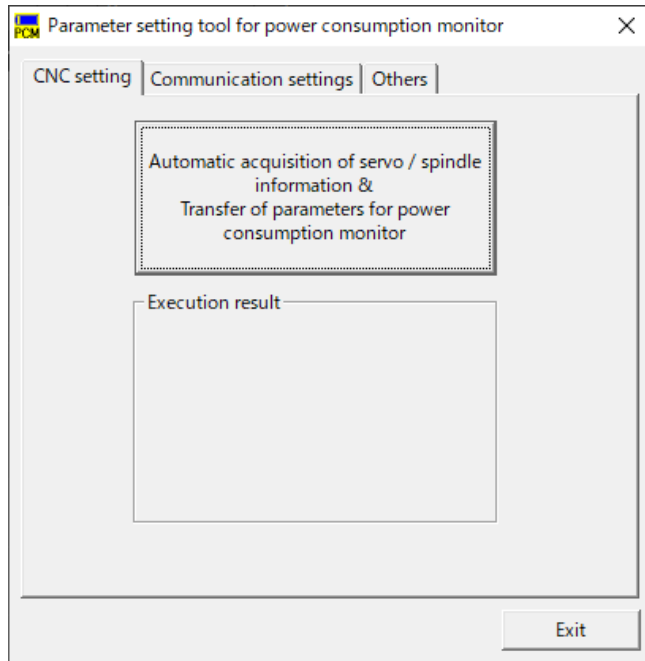 PCM
Parameter setting tool for power consumption monitor
CNC setting
Communication settings
Others
Automatic acquisition of servo / spindle
information &
Transfer of parameters for power
consumption monitor
Execution result
Exit